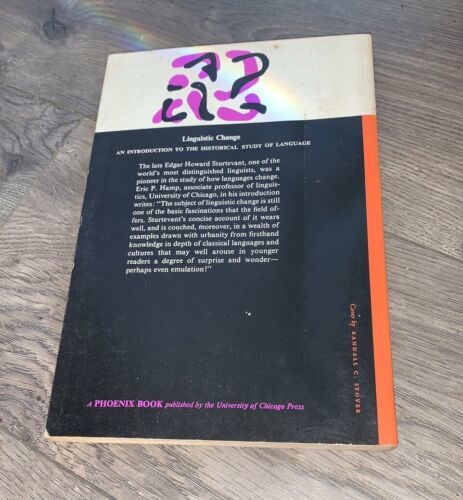 Linguistic Change
AN INTRODUCTION TO THE HISTORICAL STUDY OF LANGUAGE
The late Edgar Howard Sturtevant, one of the
world's most distinguished linguists, was a
pioneer in the study of how languages change.
Eric P. Hamp, associate professor of linguis-
tics, University of Chicago, in his introduction
writes: "The subject of linguistic change is still
one of the basic fascinations that the field of-
fers. Sturtevant's concise account of it wears
well, and is couched, moreover, in a wealth of
examples drawn with urbanity from firsthand
knowledge in depth of classical languages and
cultures that may well arouse in younger
readers a degree of surprise and wonder—
perhaps even emulation!"
Cover by RANDALL C. STOVER
A PHOENIX BOOK published by the University of Chicago Press